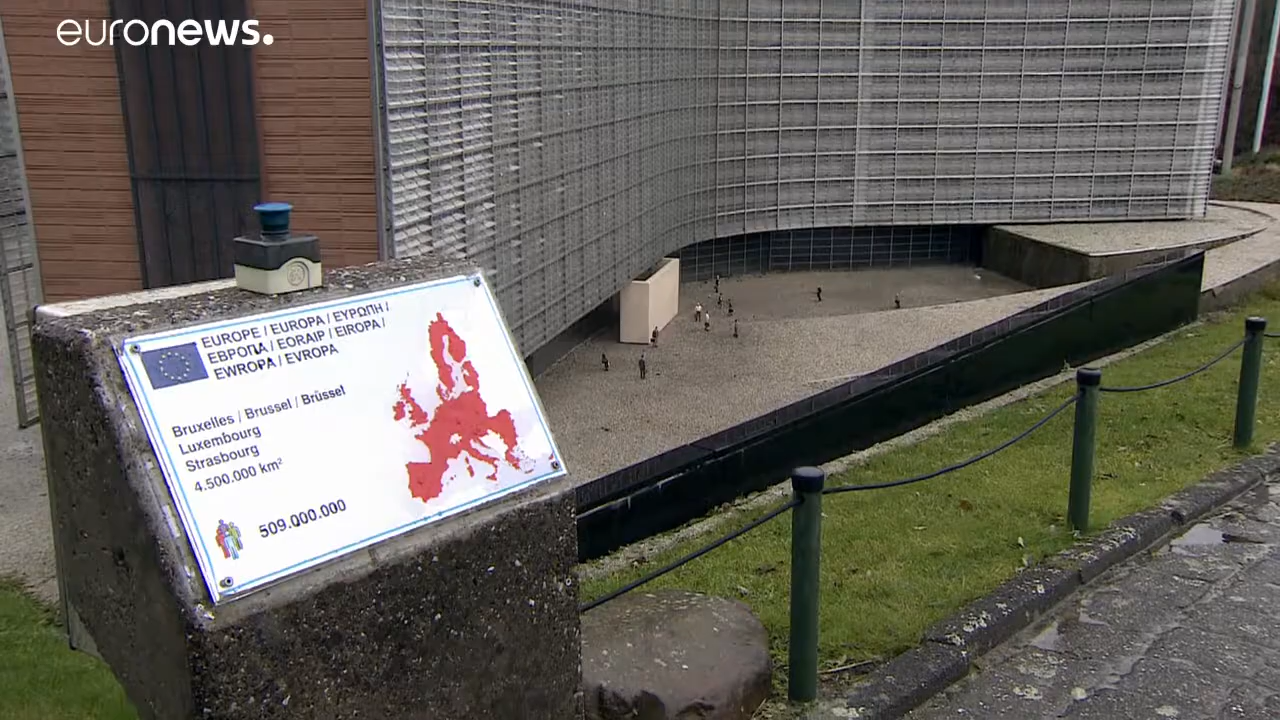 euronews.
EUROPE / EUROPA / ΕΥΡΩΠΗ /
ЕВРОПА / EORAIP / EIROPA /
EWROPA / EVROPA
Bruxelles / Brussel / Brüssel
Luxembourg
Strasbourg
4.500.000 km²
509.000.000